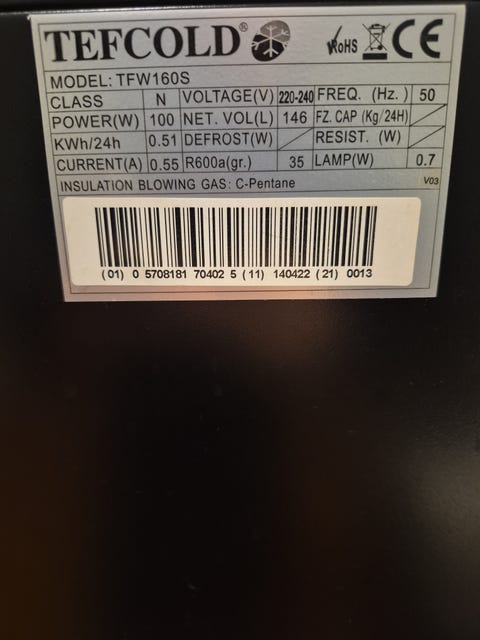 TEFCOLD® RoHS CE
MODEL: TFW160S
CLASS N VOLTAGE(V) 220-240 FREQ. (Hz.) 50
POWER(W) 100 NET. VOL(L) 146 FZ. CAP (Kg/24H)
KWh/24h 0.51 DEFROST(W) RESIST. (W)
CURRENT(A) 0.55 R600a(gr.) 35 LAMP(W) 0.7
INSULATION BLOWING GAS: C-Pentane V03
(01) 0 5708181 70402 5 (11) 140422 (21) 0013